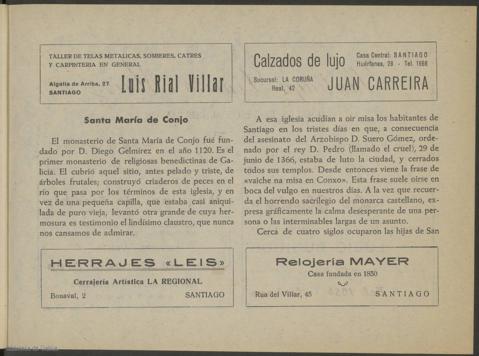 TALLER DE TELAS METALICAS, SOMIERES, CATRES
Y CARPINTERIA EN GENERAL
Algalia de Arriba, 27
SANTIAGO
Luis Rial Villar
Santa María de Conjo
El monasterio de Santa María de Conjo fué fun-
dado por D. Diego Gelmírez en el año 1120. Es el
primer monasterio de religiosas benedictinas de Ga-
licia. El cubrió aquel sitio, antes pelado y triste, de
árboles frutales; construyó criaderos de peces en el
río que pasa por los términos de esta iglesia, y en
vez de una pequeña capilla, que estaba casi aniqui-
lada de puro vieja, levantó otra grande de cuya her-
mosura es testimonio el lindísimo claustro, que nunca
nos cansamos de admirar.
HERRAJES «LEIS»
Cerrajería Artística LA REGIONAL
Bonaval, 2
SANTIAGO
Calzados de lujo
Casa Central: SANTIAGO
Huérfanas, 26 - Tel. 1666
Sucursal: LA CORUÑA
Real, 42
JUAN CARREIRA
A esa iglesia acudían a oir misa los habitantes de
Santiago en los tristes días en que, a consecuencia
del asesinato del Arzobispo D. Suero Gómez, orde-
nado por el rey D. Pedro (llamado el cruel), 29 de
junio de 1366, estaba de luto la ciudad, y cerrados
todos sus templos. Desde entonces viene la frase de
«vaiche na misa en Conxo». Esta frase suele oirse en
boca del vulgo en nuestros días. A la vez que recuer-
da el horrendo sacrilegio del monarca castellano, ex-
presa gráficamente la calma desesperante de una per-
sona o las interminables largas de un asunto.
Cerca de cuatro siglos ocuparon las hijas de San
Relojería MAYER
Casa fundada en 1850
Rua del Villar, 45
SANTIAGO